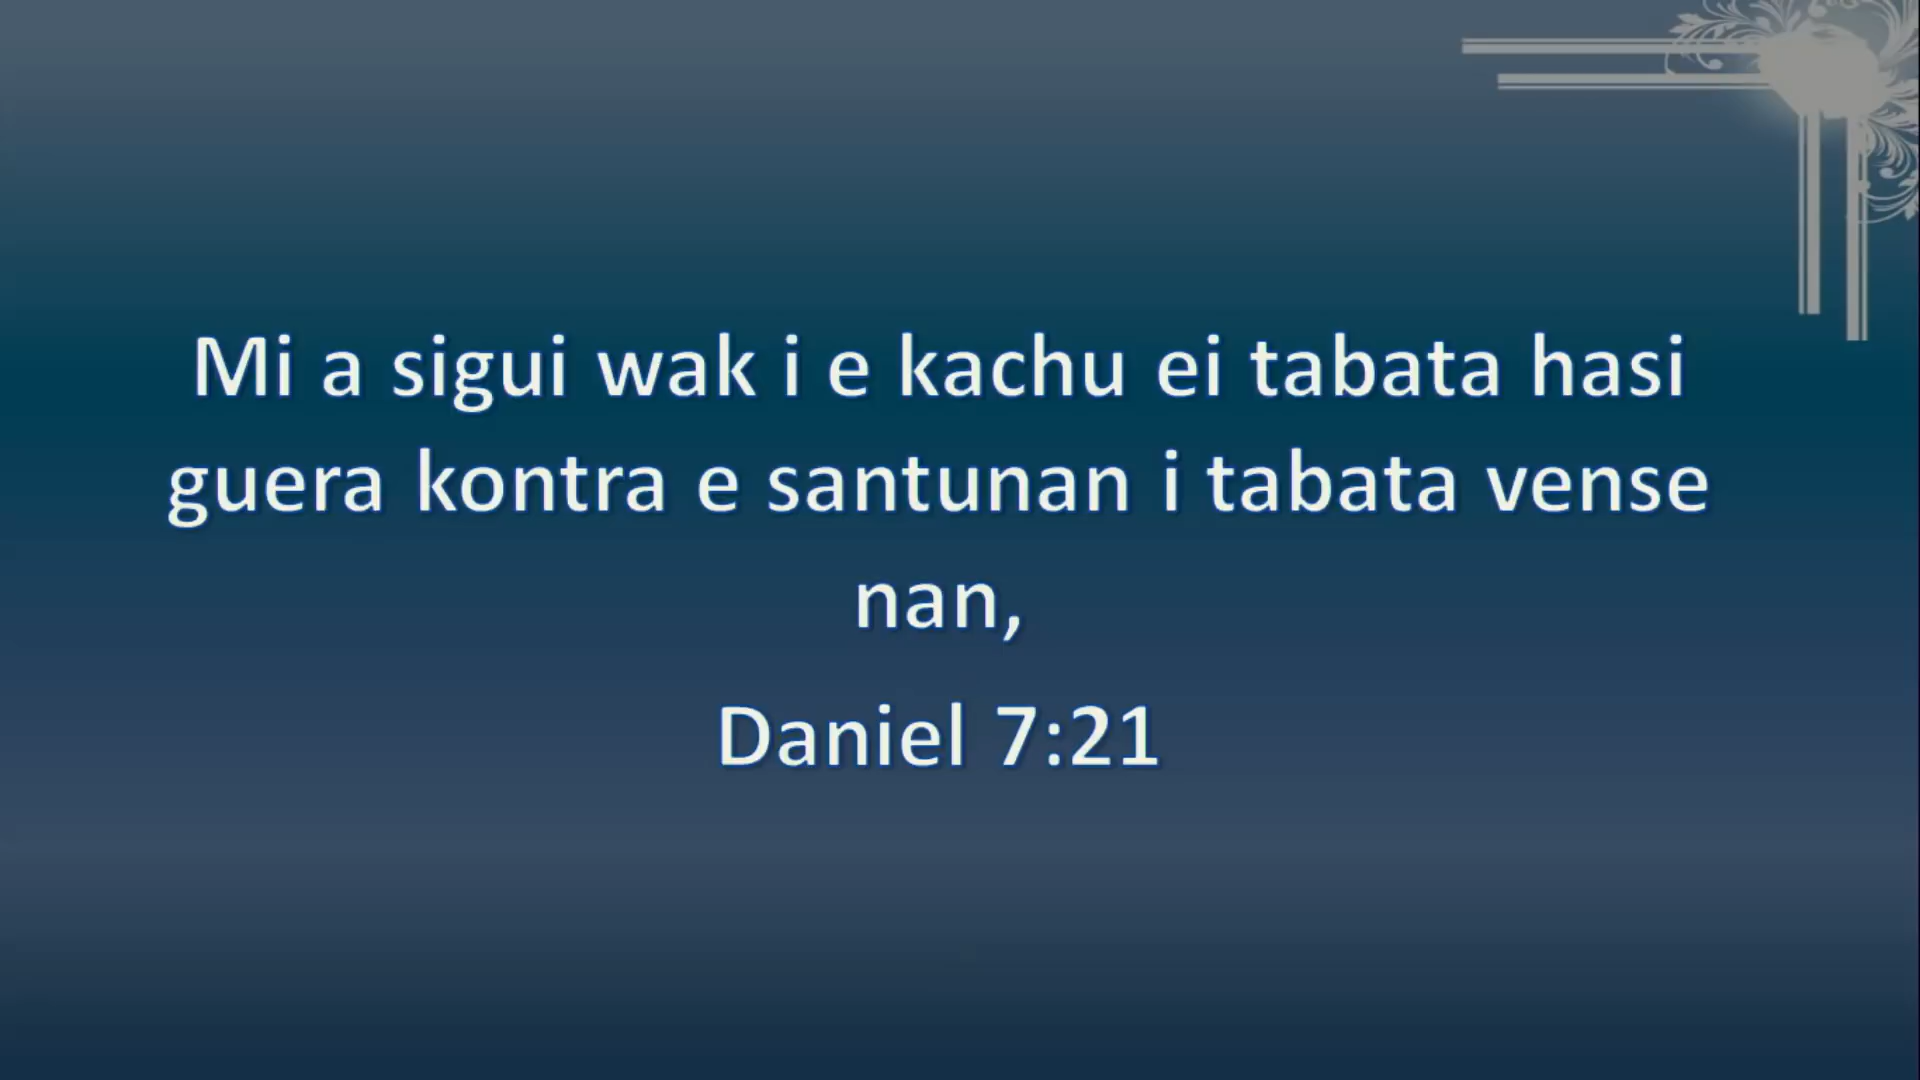 Mi a sigui wak i e kachu ei tabata hasi
guera kontra e santunan i tabata vense
nan,
Daniel 7:21